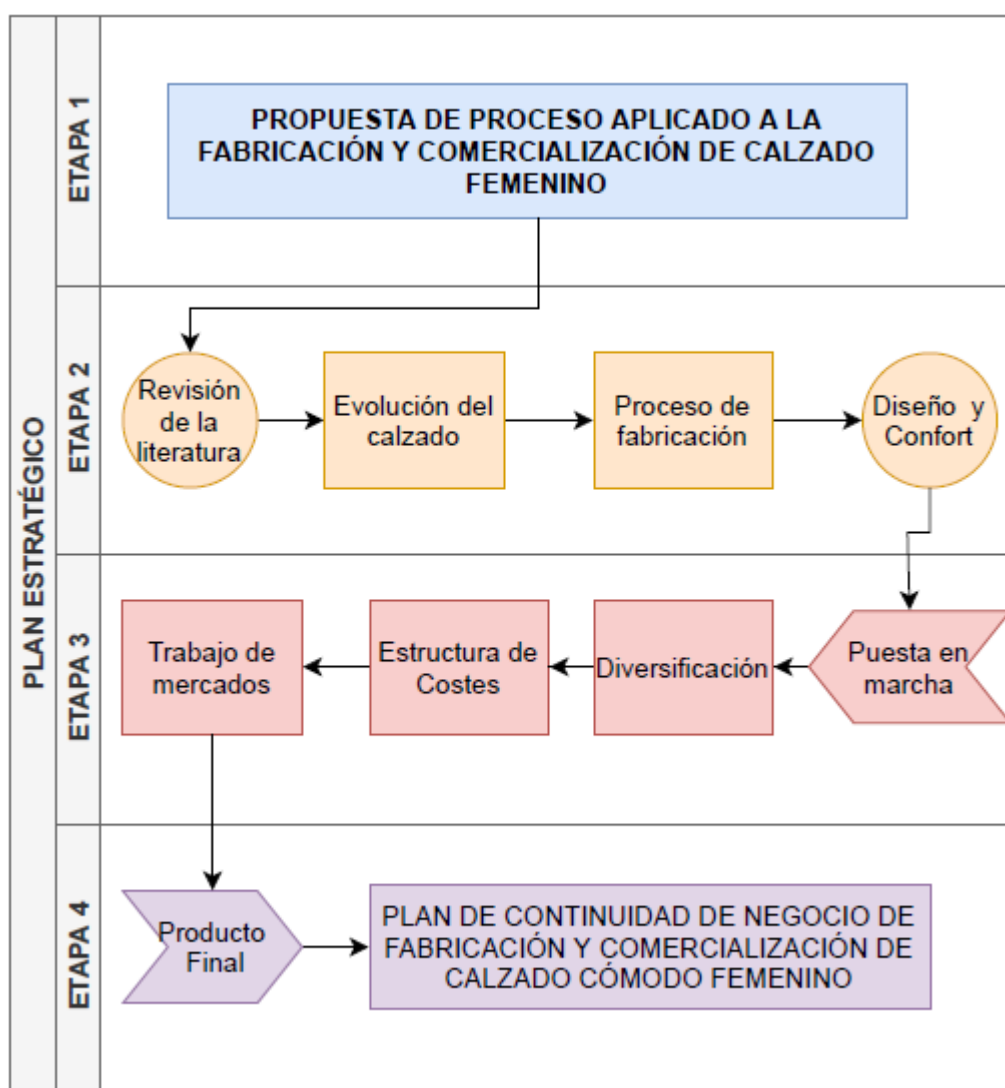 PLAN ESTRATÉGICO
ETAPA 1
PROPUESTA DE PROCESO APLICADO A LA
FABRICACIÓN Y COMERCIALIZACIÓN DE CALZADO
FEMENINO
ETAPA 2
Revisión
de la
literatura
Evolución del
calzado
Proceso de
fabricación
Diseño y
Confort
ETAPA 3
Trabajo de
mercados
Estructura de
Costes
Diversificación
Puesta en
marcha
ETAPA 4
Producto
Final
PLAN DE CONTINUIDAD DE NEGOCIO DE
FABRICACIÓN Y COMERCIALIZACIÓN DE
CALZADO CÓMODO FEMENINO